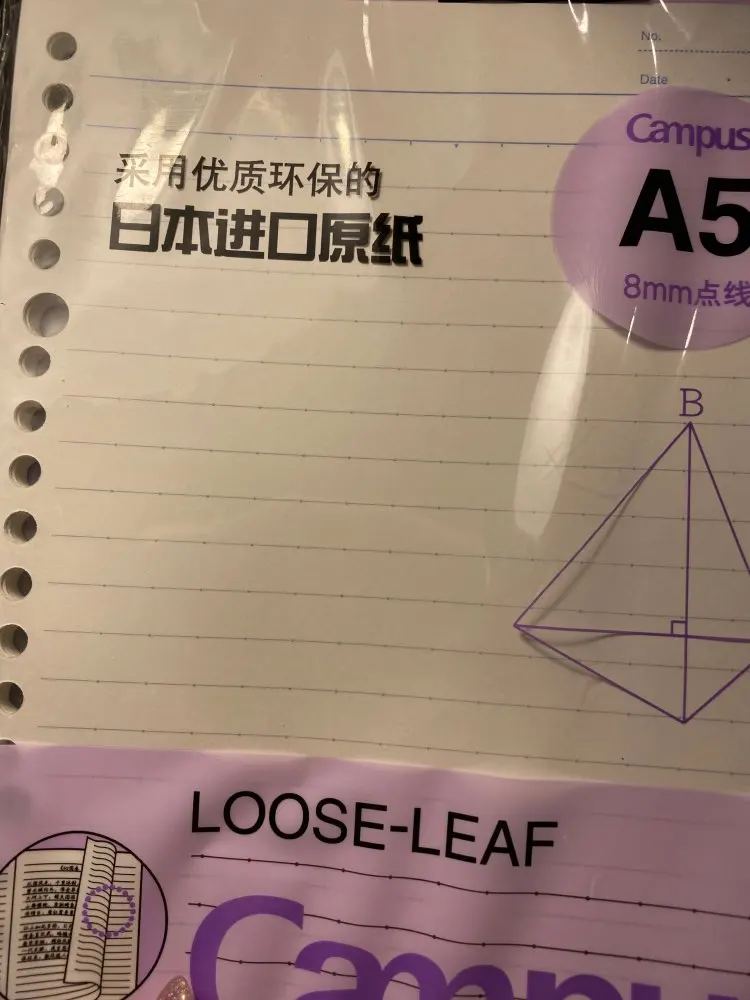 No.
Date
Campus
A5
8mm点线
采用优质环保的
日本进口原纸
B
LOOSE-LEAF
Campu